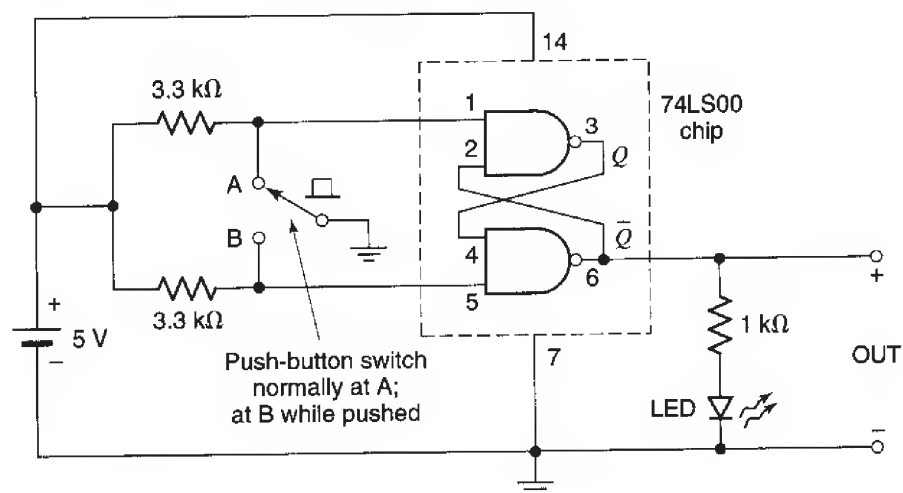 14
3.3 kΩ
74LS00
chip
1
3
2
Q
A
B
Q̄
4
6
5
+
+
3.3 kΩ
5 V
−
1 kΩ
7
OUT
Push-button switch
normally at A;
at B while pushed
LED
−